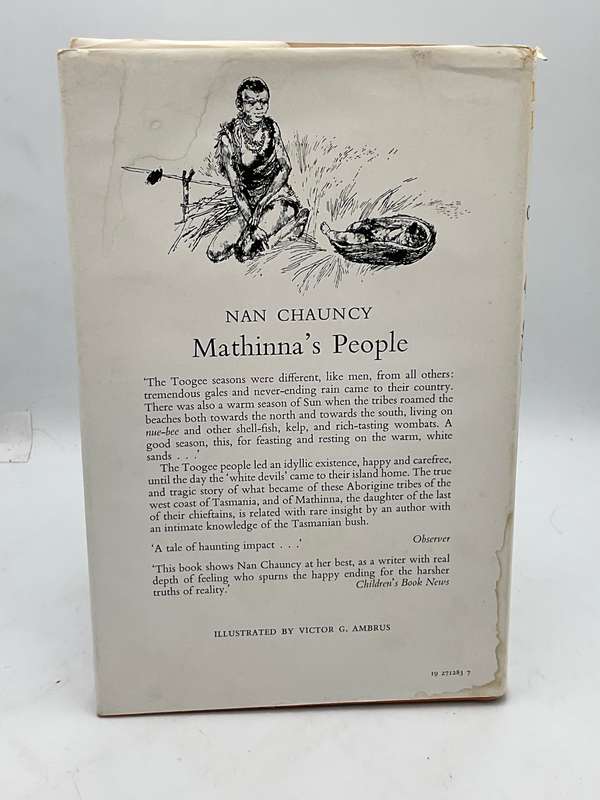 NAN CHAUNCY
Mathinna's People
'The Toogee seasons were different, like men, from all others:
tremendous gales and never-ending rain came to their country.
There was also a warm season of Sun when the tribes roamed the
beaches both towards the north and towards the south, living on
nue-bee and other shell-fish, kelp, and rich-tasting wombats. A
good season, this, for feasting and resting on the warm, white
sands . . .'
The Toogee people led an idyllic existence, happy and carefree,
until the day the 'white devils' came to their island home. The true
and tragic story of what became of these Aborigine tribes of the
west coast of Tasmania, and of Mathinna, the daughter of the last
of their chieftains, is related with rare insight by an author with
an intimate knowledge of the Tasmanian bush.
'A tale of haunting impact . . .' Observer
'This book shows Nan Chauncy at her best, as a writer with real
depth of feeling who spurns the happy ending for the harsher
truths of reality.' Children's Book News
ILLUSTRATED BY VICTOR G. AMBRUS
19 271283 7